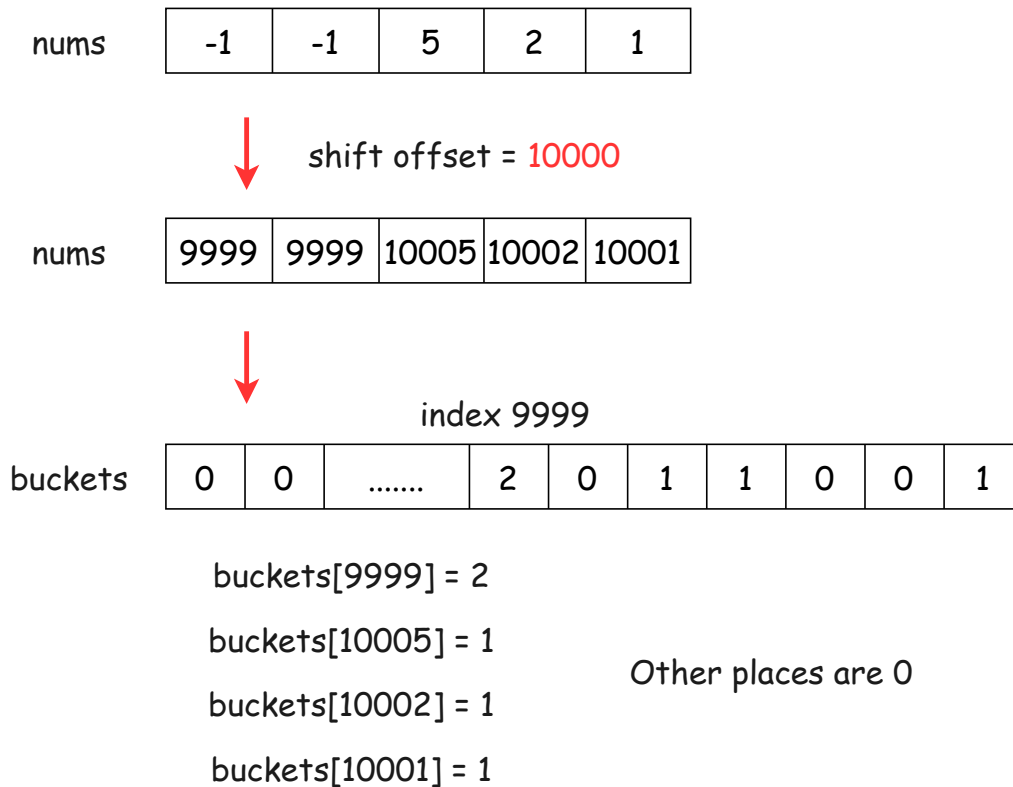 nums -1 -1 5 2 1
shift offset = 10000
nums 9999 9999 10005 10002 10001
index 9999
buckets 0 0 ....... 2 0 1 1 0 0 1
buckets[9999] = 2
buckets[10005] = 1
Other places are 0
buckets[10002] = 1
buckets[10001] = 1